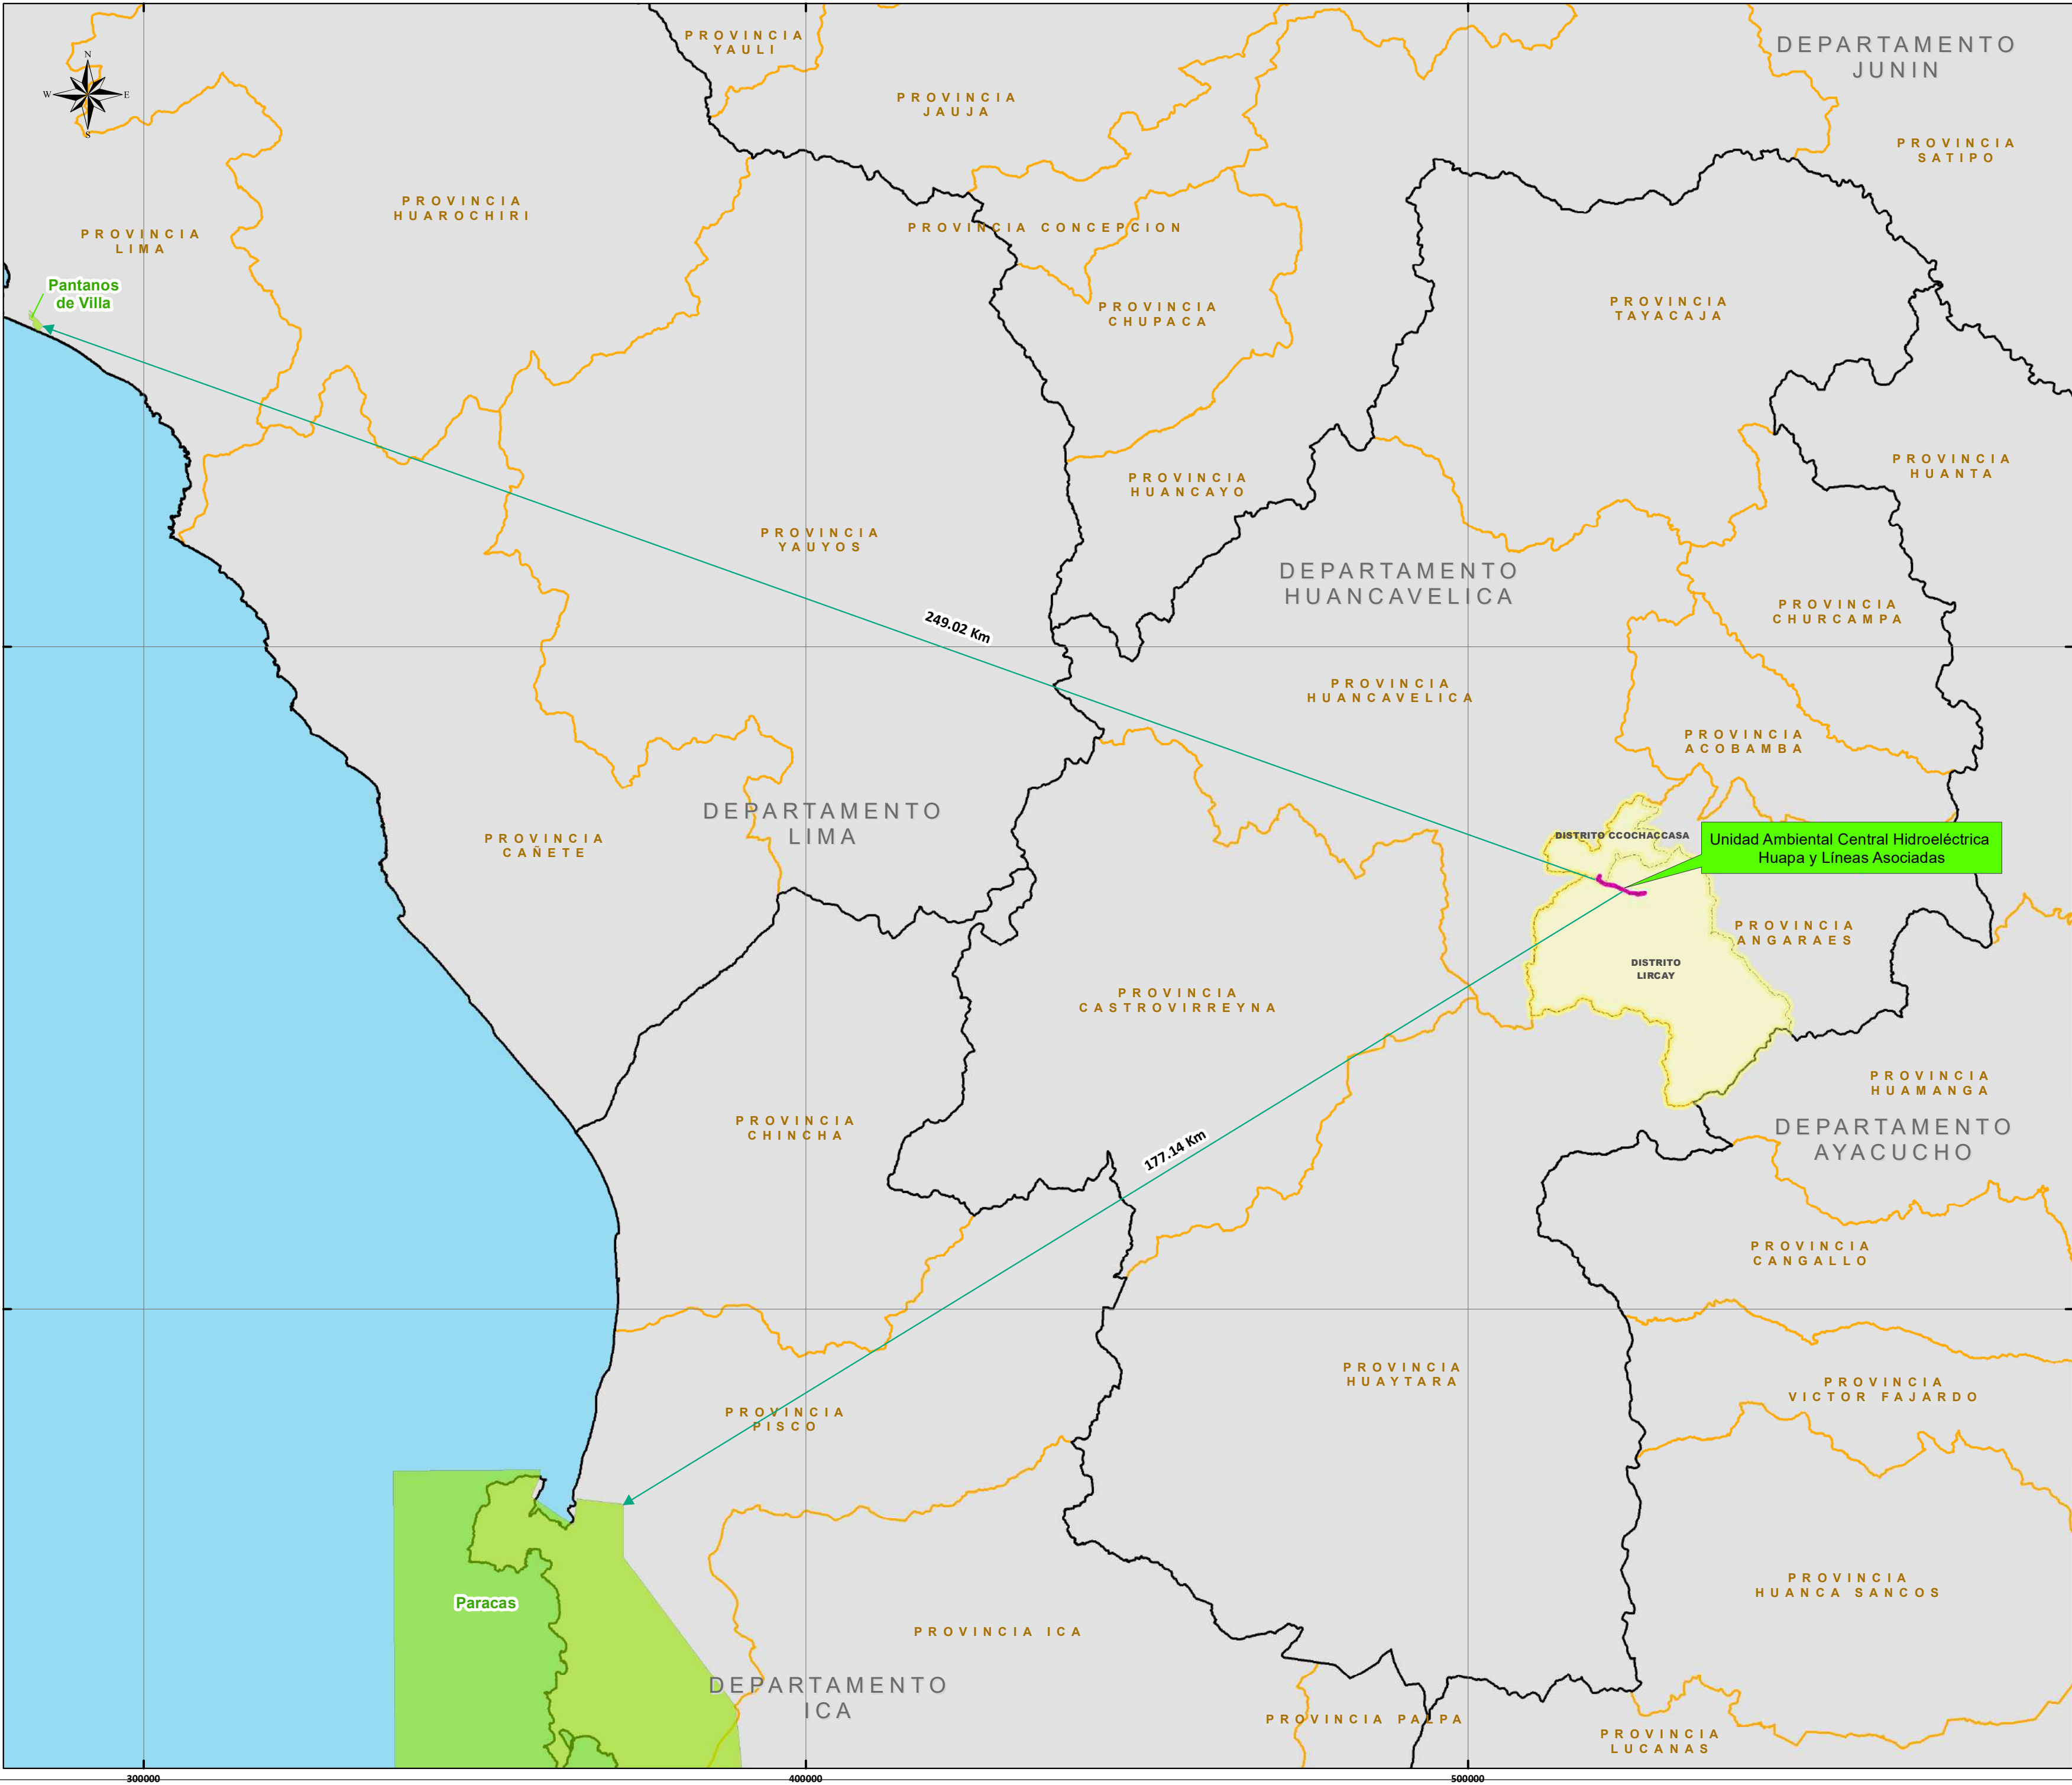 PROVINCIA
YAULI
DEPARTAMENTO
JUNIN
N
W E
S
PROVINCIA
JAUJA
PROVINCIA
SATIPO
PROVINCIA
HUAROCHIRI
PROVINCIA
LIMA
PROVINCIA CONCEPCION
Pantanos
de Villa
PROVINCIA
CHUPACA
PROVINCIA
TAYACAJA
PROVINCIA
HUANTA
PROVINCIA
HUANCAYO
PROVINCIA
YAUYOS
DEPARTAMENTO
HUANCAVELICA
PROVINCIA
CHURCAMPA
249.02 Km
PROVINCIA
HUANCAVELICA
PROVINCIA
ACOBAMBA
DEPARTAMENTO
LIMA
PROVINCIA
CAÑETE
DISTRITO CCOCHACCASA
Unidad Ambiental Central Hidroeléctrica
Huapa y Líneas Asociadas
PROVINCIA
ANGARAES
DISTRITO
LIRCAY
PROVINCIA
CASTROVIRREYNA
PROVINCIA
HUAMANGA
PROVINCIA
CHINCHA
DEPARTAMENTO
AYACUCHO
177.14 Km
PROVINCIA
CANGALLO
PROVINCIA
HUAYTARA
PROVINCIA
VICTOR FAJARDO
PROVINCIA
PISCO
PROVINCIA
HUANCA SANCOS
Paracas
PROVINCIA ICA
DEPARTAMENTO
ICA
PROVINCIA PALPA
PROVINCIA
LUCANAS
300000
400000
500000